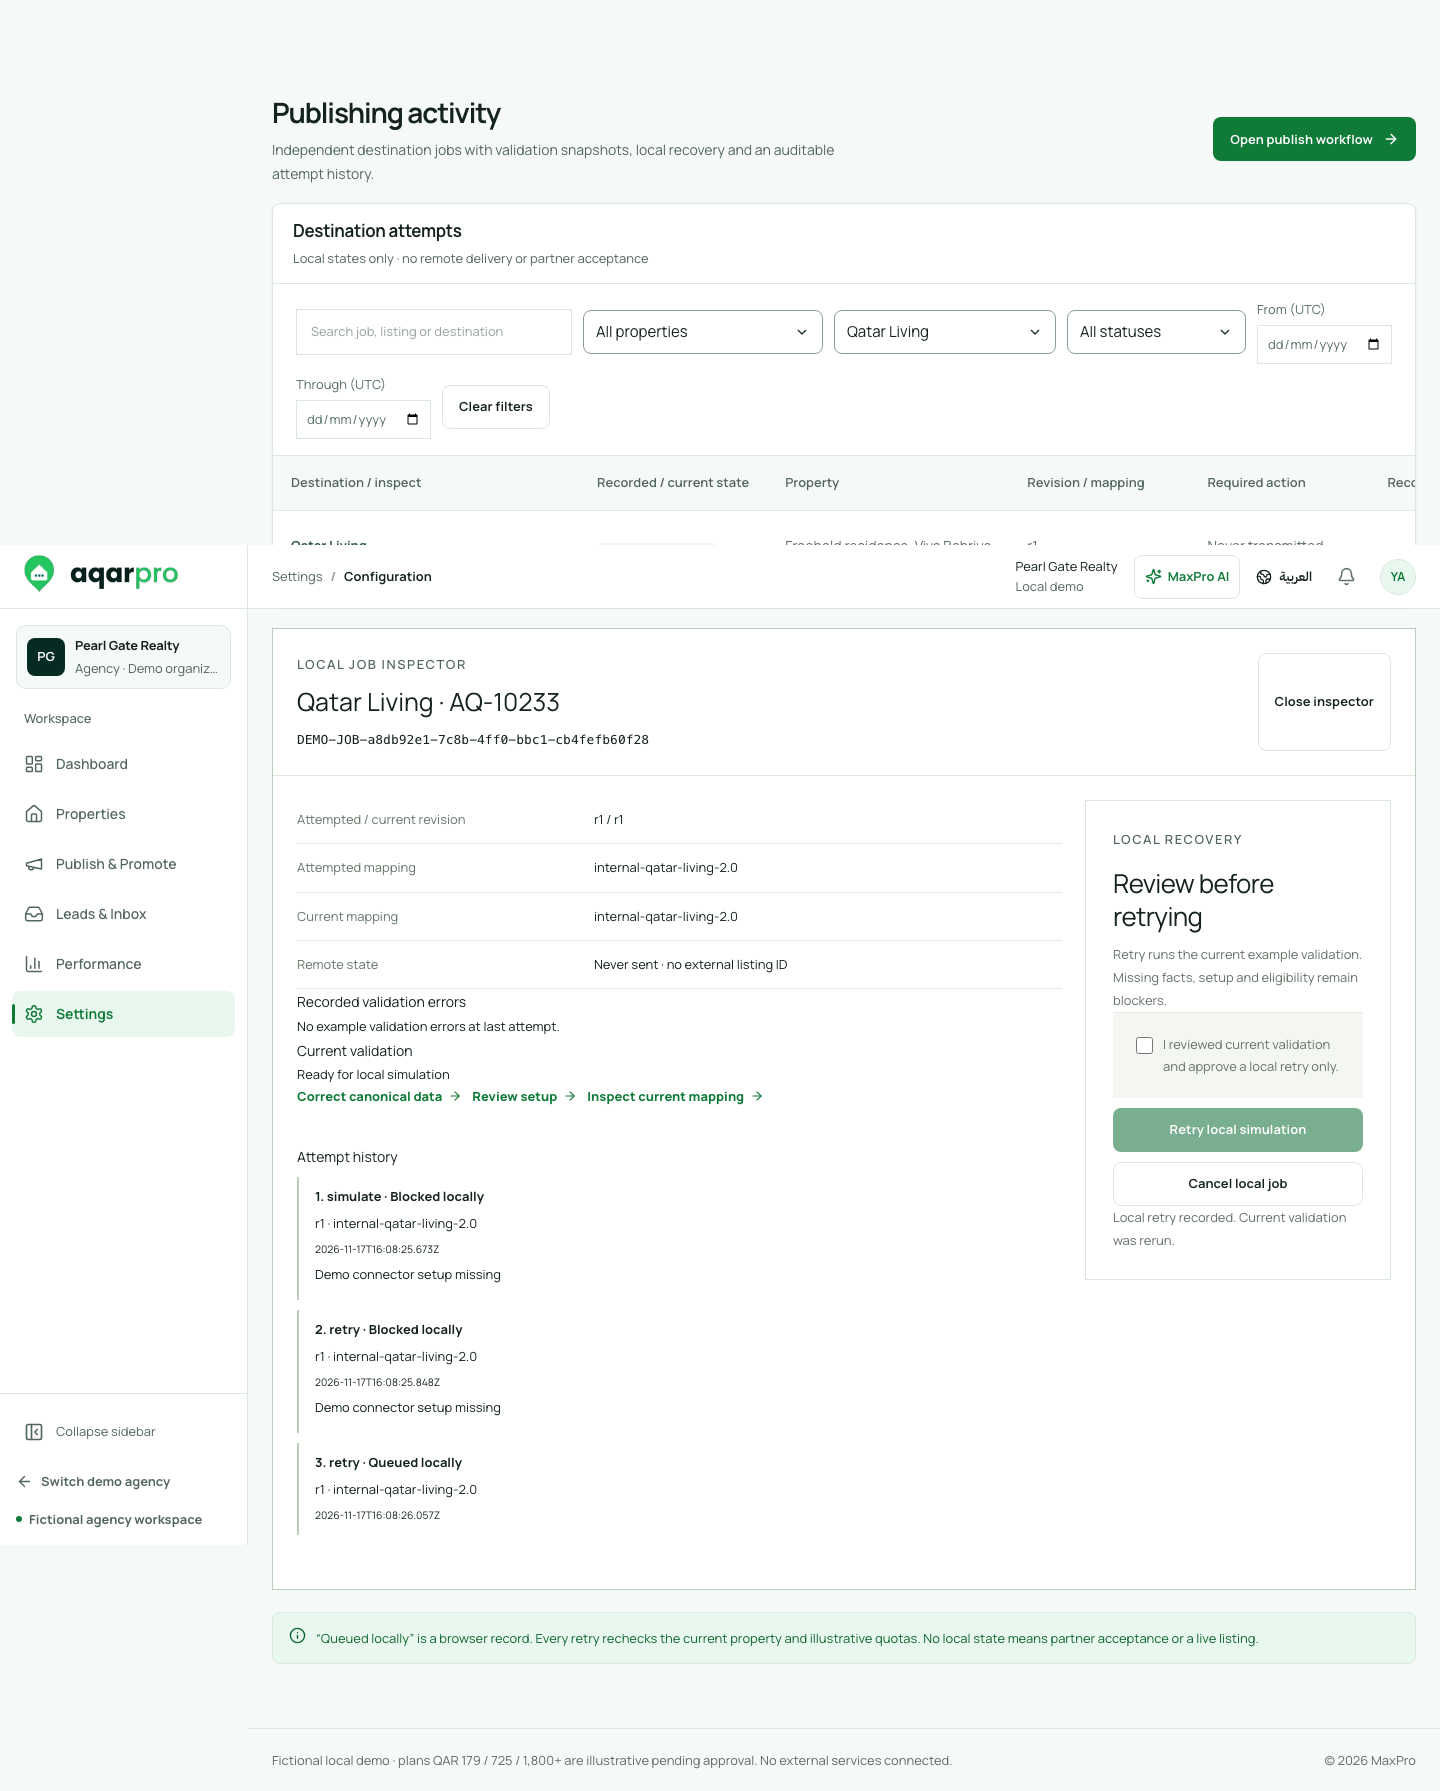 Publishing activity
Independent destination jobs with validation snapshots, local recovery and an auditable
attempt history.
Open publish workflow
Destination attempts
Local states only · no remote delivery or partner acceptance
Search job, listing or destination
All properties
Qatar Living
All statuses
From (UTC)
dd/mm/yyyy
Through (UTC)
dd/mm/yyyy
Clear filters
Destination / inspect
Recorded / current state
Property
Revision / mapping
Required action
aqarpro
Settings / Configuration
Pearl Gate Realty
Local demo
MaxPro AI
العربية
YA
PG
Pearl Gate Realty
Agency · Demo organiz...
Workspace
Dashboard
Properties
Publish & Promote
Leads & Inbox
Performance
Settings
Collapse sidebar
Switch demo agency
Fictional agency workspace
LOCAL JOB INSPECTOR
Qatar Living · AQ-10233
DEMO-JOB-a8db92e1-7c8b-4ff0-bbc1-cb4fefb60f28
Close inspector
Attempted / current revision
r1 / r1
Attempted mapping
internal-qatar-living-2.0
Current mapping
internal-qatar-living-2.0
Remote state
Never sent · no external listing ID
Recorded validation errors
No example validation errors at last attempt.
Current validation
Ready for local simulation
Correct canonical data
Review setup
Inspect current mapping
Attempt history
1. simulate · Blocked locally
r1 · internal-qatar-living-2.0
2026-11-17T16:08:25.673Z
Demo connector setup missing
2. retry · Blocked locally
r1 · internal-qatar-living-2.0
2026-11-17T16:08:25.848Z
Demo connector setup missing
3. retry · Queued locally
r1 · internal-qatar-living-2.0
2026-11-17T16:08:26.057Z
LOCAL RECOVERY
Review before
retrying
Retry runs the current example validation.
Missing facts, setup and eligibility remain
blockers.
I reviewed current validation
and approve a local retry only.
Retry local simulation
Cancel local job
Local retry recorded. Current validation
was rerun.
“Queued locally” is a browser record. Every retry rechecks the current property and illustrative quotas. No local state means partner acceptance or a live listing.
Fictional local demo · plans QAR 179 / 725 / 1,800+ are illustrative pending approval. No external services connected.
© 2026 MaxPro